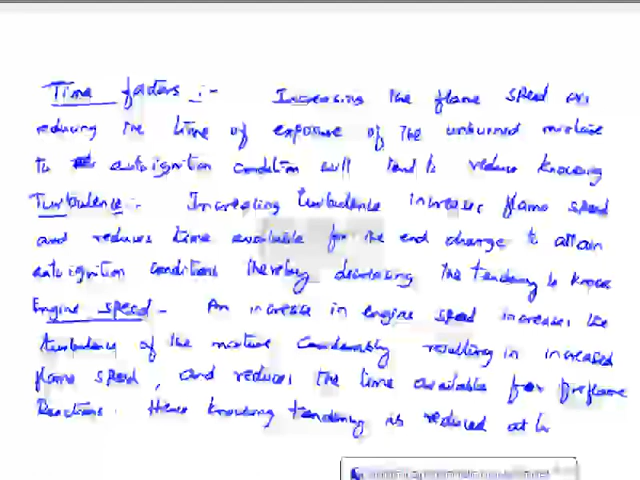 Time factors :- Increasing the flame speed or
reducing the time of exposure of the unburned mixture
to autoignition condition will tend to reduce knocing
Turbulence :- Increasing turbulence increases flame speed
and reduces time available for the end charge to attain
autoignition conditions thereby decreasing the tendency to knock
Engine speed - An increase in engine speed increases the
turbulency of the mixture considerably resulting in increased
flame speed, and reduces the time available for preflame
Reactions. Hence knocing tendency is reduced at